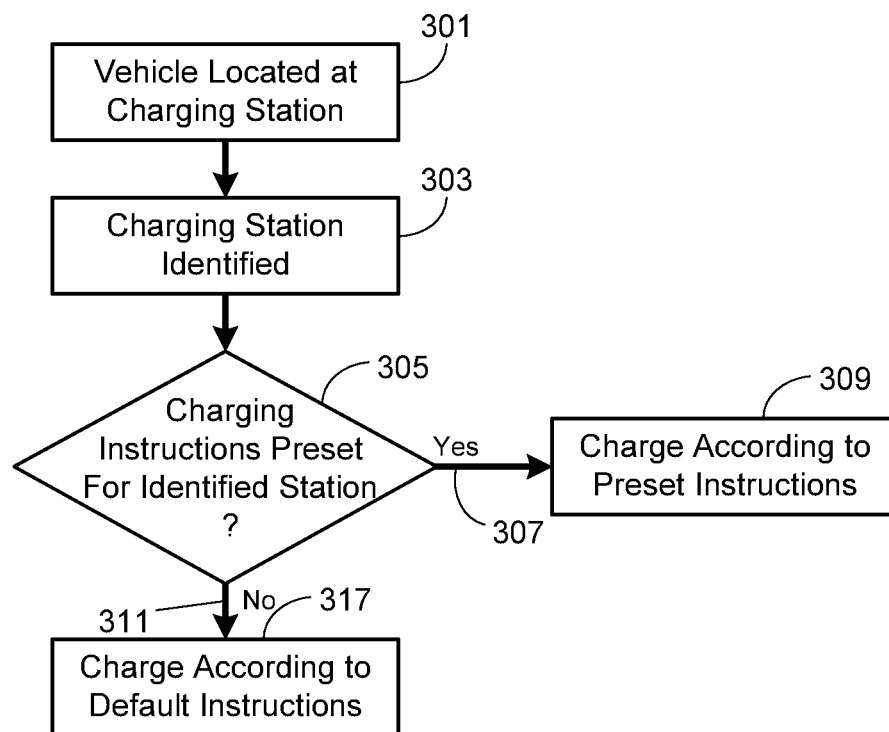 301
Vehicle Located at
Charging Station
303
Charging Station
Identified
305
Charging
Instructions Preset
For Identified Station
?
Yes
307
309
Charge According to
Preset Instructions
311
No
317
Charge According to
Default Instructions